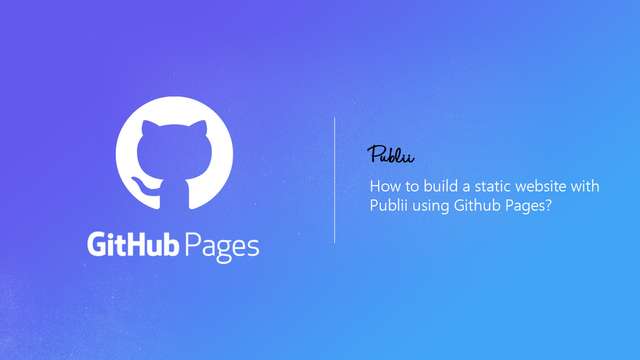 GitHub Pages
Publii
How to build a static website with
Publii using Github Pages?